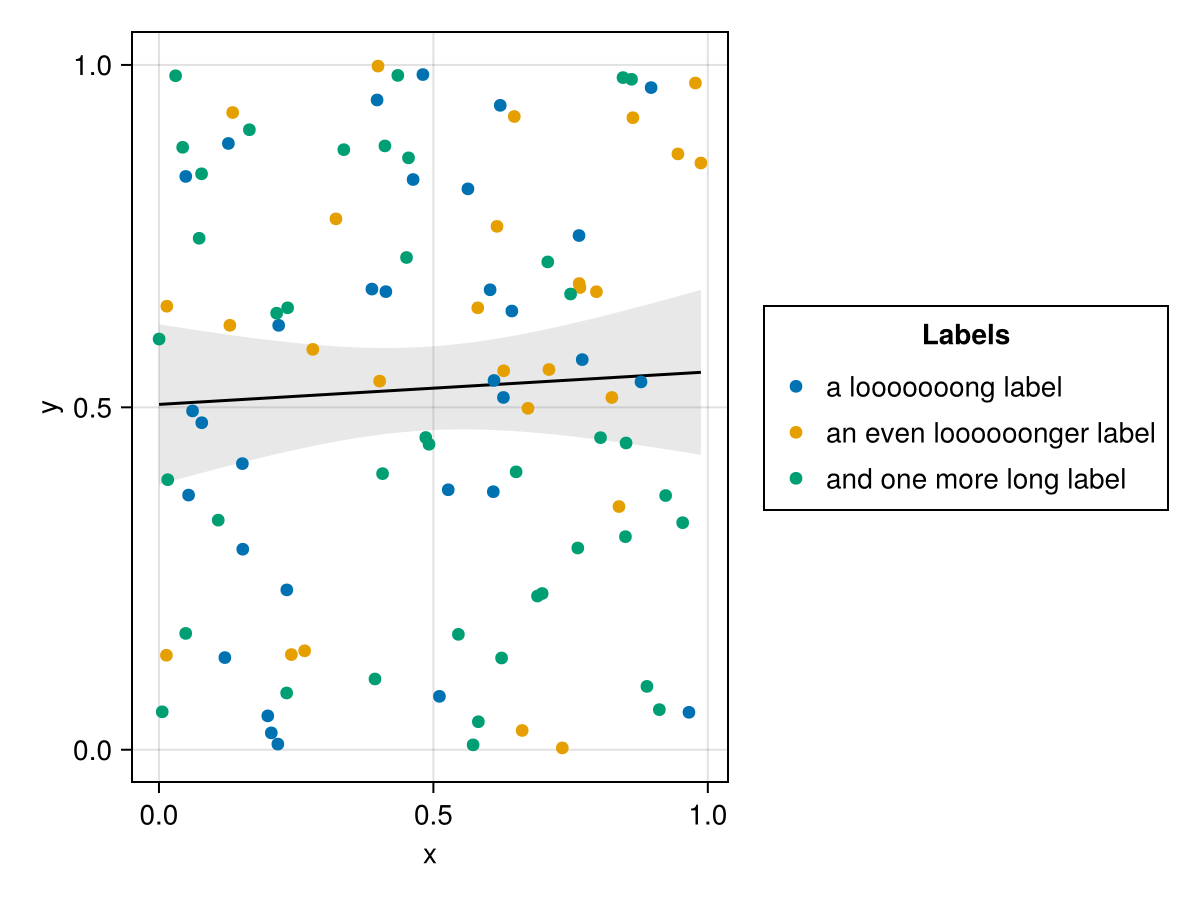 1.0
0.5
0.0
y
0.0 0.5 1.0
x
Labels
a looooooong label
an even loooooonger label
and one more long label